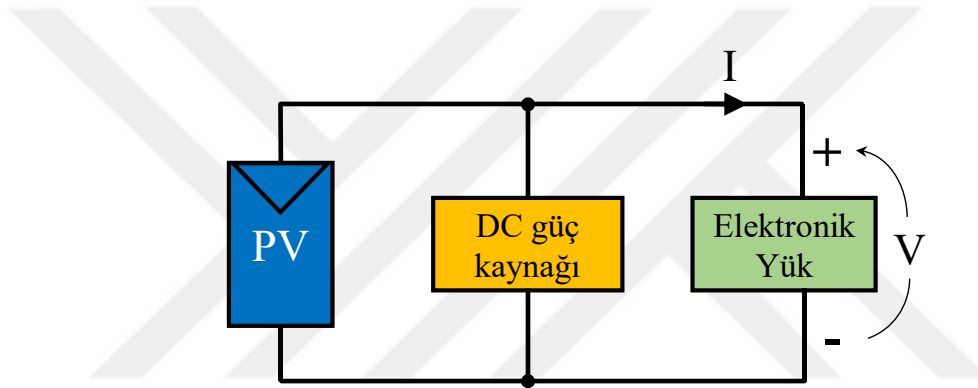 I
+
PV
DC güç
kaynağı
Elektronik
Yük
V
-